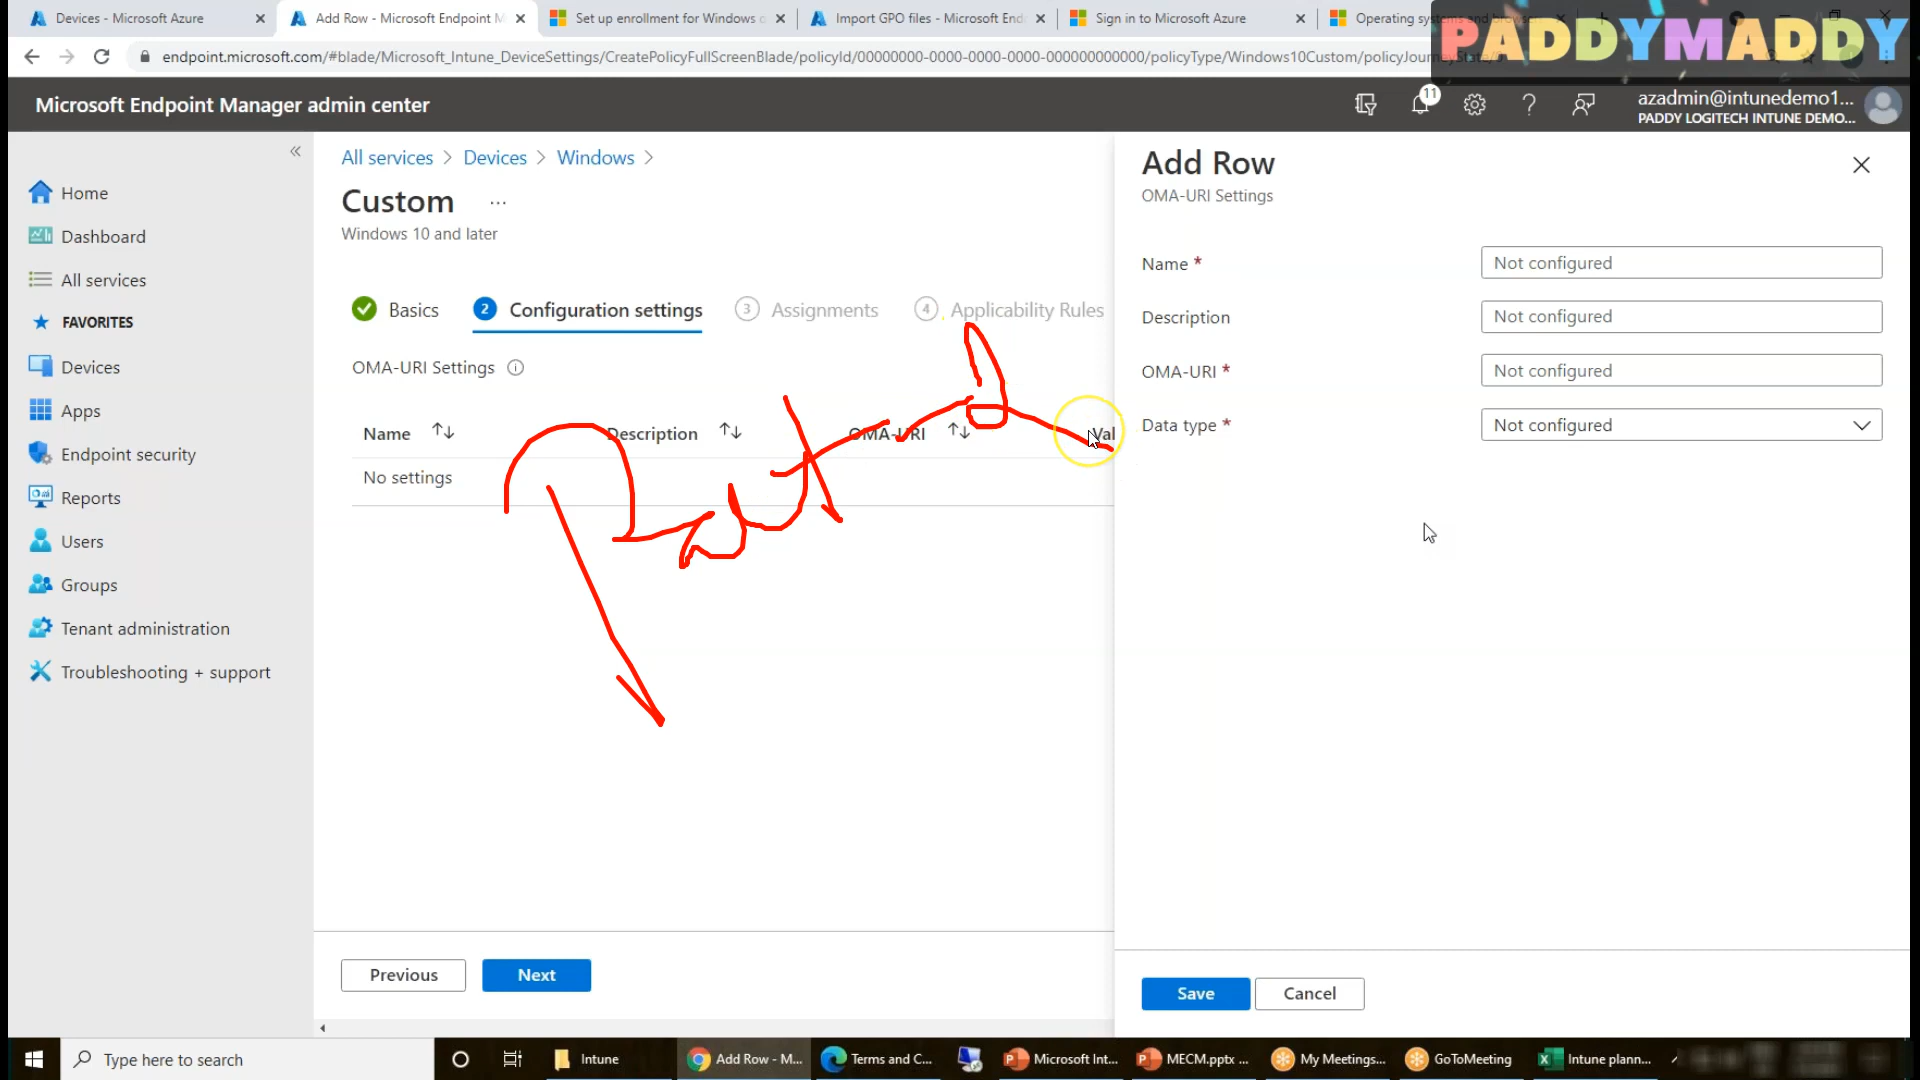 Devices - Microsoft Azure
Add Row - Microsoft Endpoint M
Set up enrollment for Windows
Import GPO files - Microsoft End
Sign in to Microsoft Azure
Operating
PADDYMADDY
endpoint.microsoft.com/#blade/Microsoft_Intune_DeviceSettings/CreatePolicyFullScreenBlade/policyId/00000000-0000-0000-0000-000000000000/policyType/Windows10Custom/policyJourneyState/
Microsoft Endpoint Manager admin center
11
azadmin@intunedemo1...
PADDY LOGITECH INTUNE DEMO...
Home
Dashboard
All services
FAVORITES
Devices
Apps
Endpoint security
Reports
Users
Groups
Tenant administration
Troubleshooting + support
All services > Devices > Windows >
Custom ...
Windows 10 and later
Basics
2 Configuration settings
3 Assignments
4 Applicability Rules
OMA-URI Settings
Name
Description
OMA-URI
Val
No settings
Previous
Next
Add Row
OMA-URI Settings
Name * Not configured
Description Not configured
OMA-URI * Not configured
Data type * Not configured
Save
Cancel
Type here to search
Intune
Add Row - M...
Terms and C...
Microsoft Int...
MECM.pptx ...
My Meetings...
GoToMeeting
Intune plann...